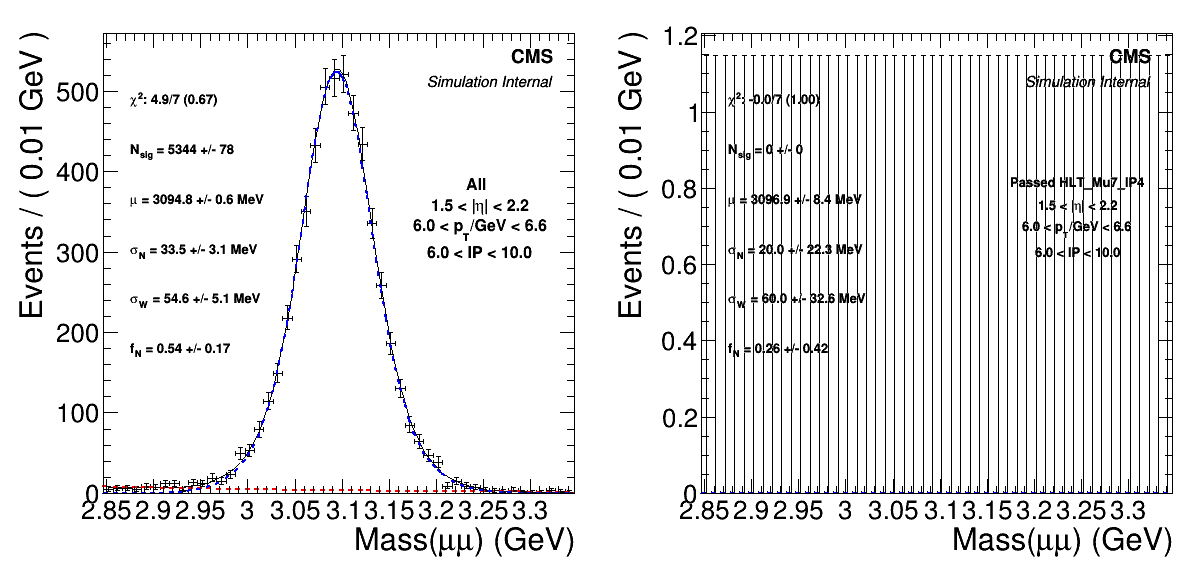 CMS
Simulation Internal
χ²: 4.9/7 (0.67)
N_sig = 5344 +/- 78
μ = 3094.8 +/- 0.6 MeV
σ_N = 33.5 +/- 3.1 MeV
σ_W = 54.6 +/- 5.1 MeV
f_N = 0.54 +/- 0.17
All
1.5 < |η| < 2.2
6.0 < p_T/GeV < 6.6
6.0 < IP < 10.0
Events / ( 0.01 GeV )
500
400
300
200
100
0
2.85 2.9 2.95 3 3.05 3.1 3.15 3.2 3.25 3.3
Mass(μμ) (GeV)
CMS
Simulation Internal
χ²: -0.0/7 (1.00)
N_sig = 0 +/- 0
μ = 3096.9 +/- 8.4 MeV
σ_N = 20.0 +/- 22.3 MeV
σ_W = 60.0 +/- 32.6 MeV
f_N = 0.26 +/- 0.42
Passed HLT_Mu7_IP4
1.5 < |η| < 2.2
6.0 < p_T/GeV < 6.6
6.0 < IP < 10.0
Events / ( 0.01 GeV )
1.2
1
0.8
0.6
0.4
0.2
0
2.85 2.9 2.95 3 3.05 3.1 3.15 3.2 3.25 3.3
Mass(μμ) (GeV)